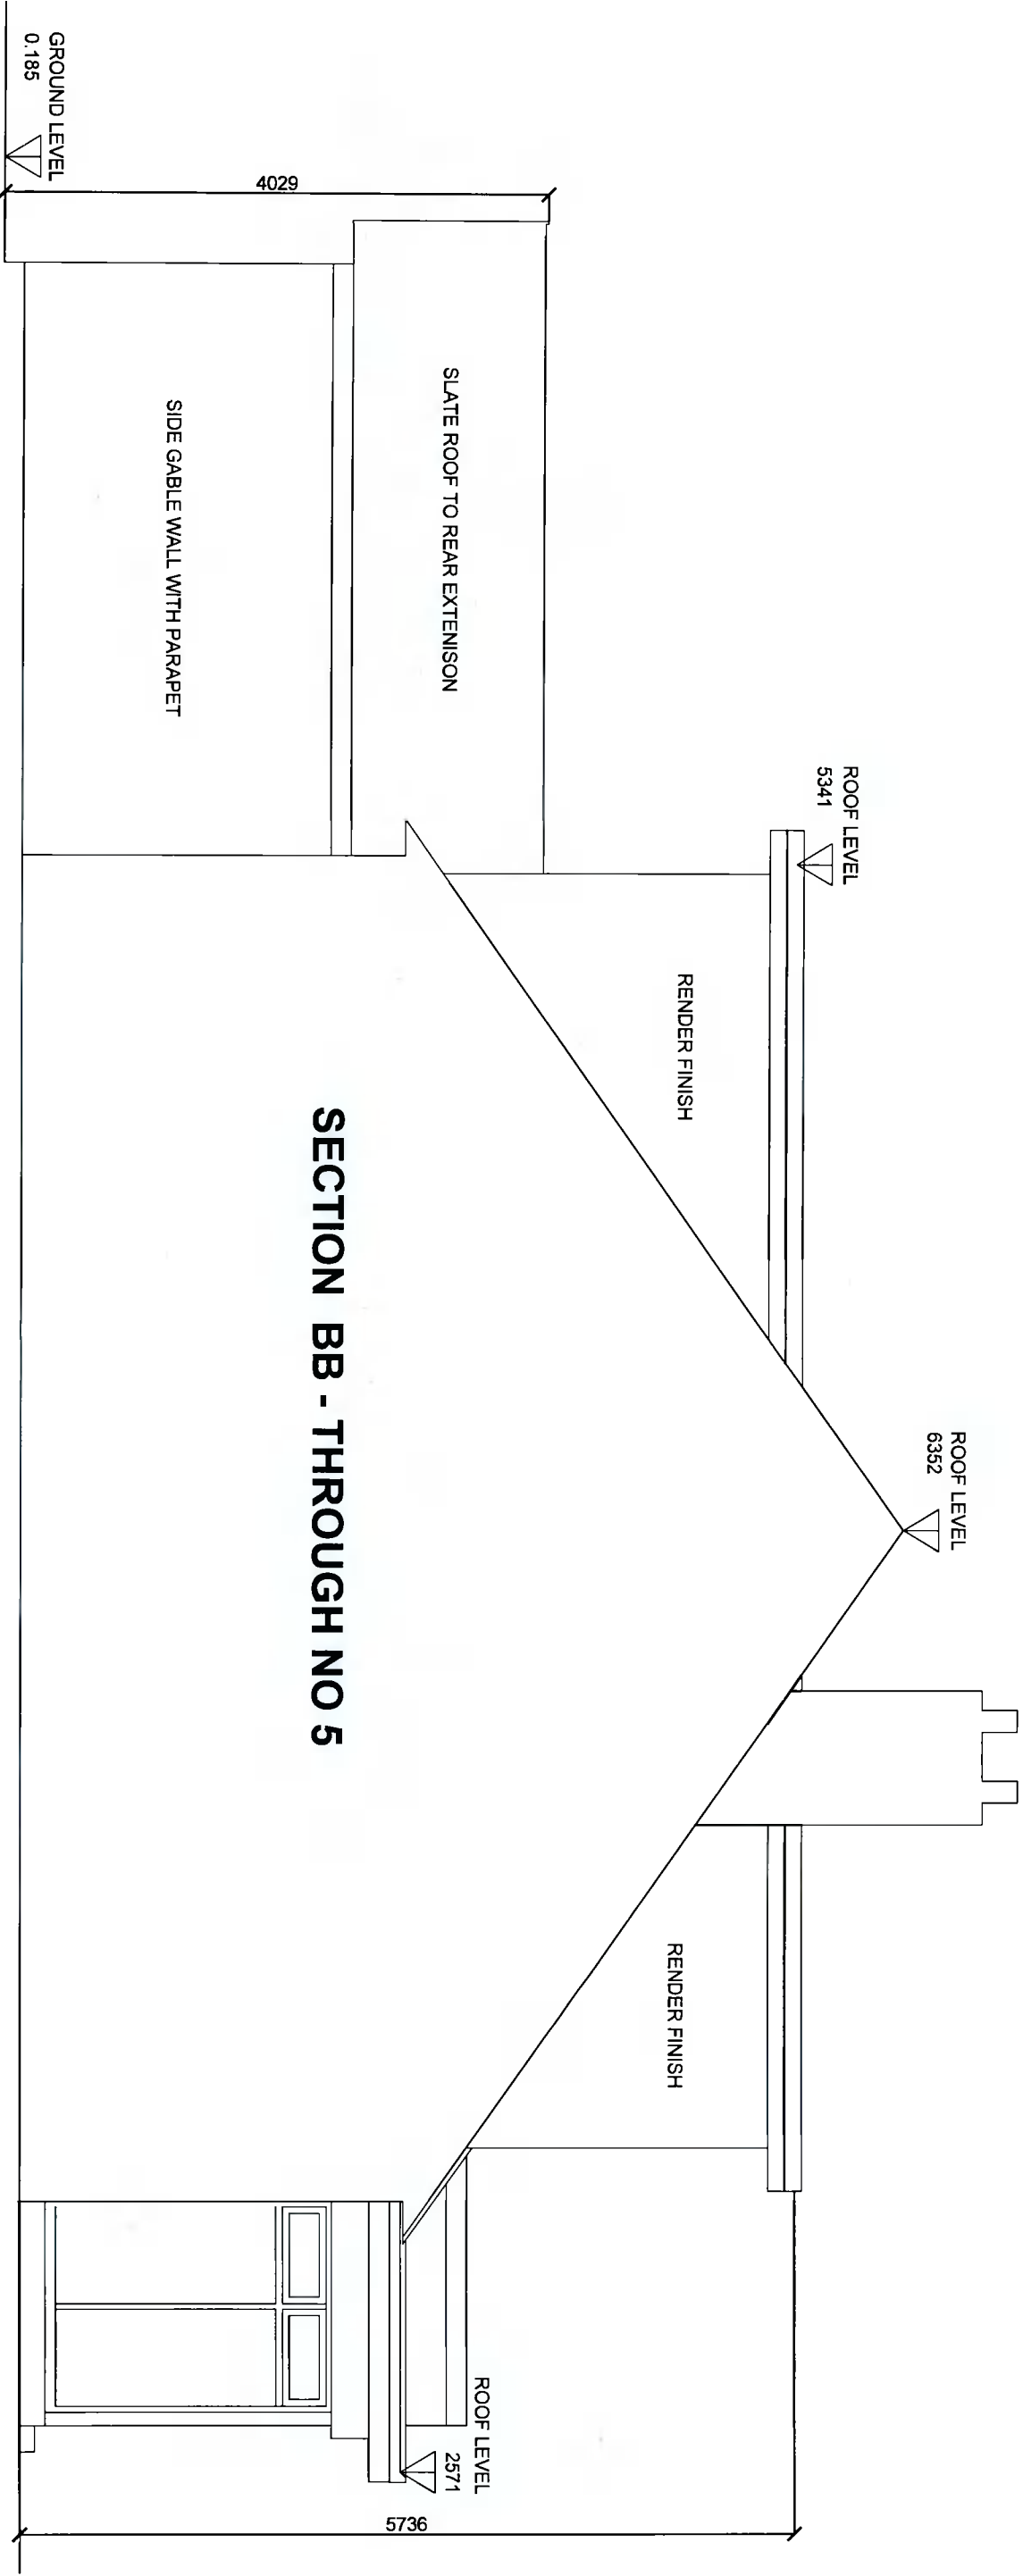 ROOF LEVEL
6352
ROOF LEVEL
5341
RENDER FINISH
RENDER FINISH
ROOF LEVEL
2571
SLATE ROOF TO REAR EXTENISON
SIDE GABLE WALL WITH PARAPET
4029
5736
GROUND LEVEL
0.185
SECTION BB - THROUGH NO 5